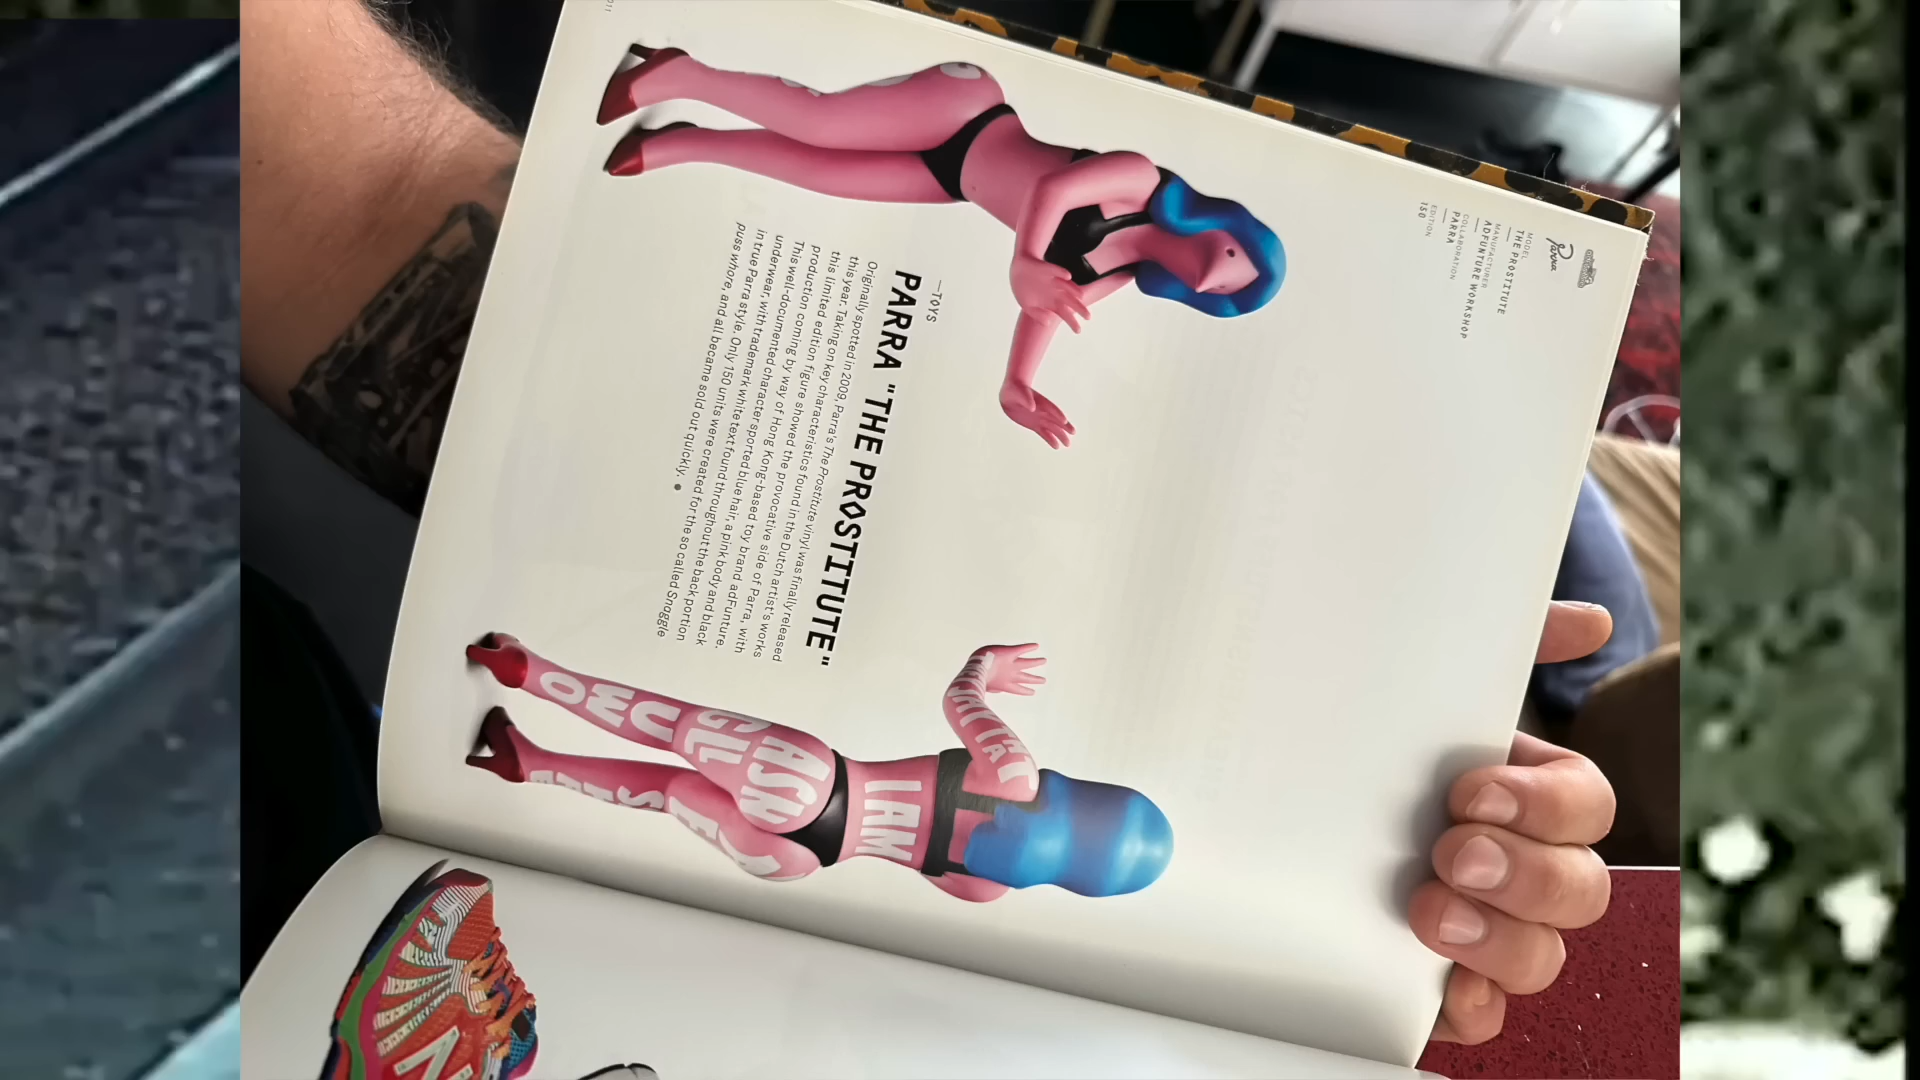 Parra
MODEL
THE PROSTITUTE
MANUFACTURER
ADFUNTURE WORKSHOP
COLLABORATION
PARRA
EDITION
150
—TOYS
PARRA "THE PROSTITUTE"
Originally spotted in 2009, Parra's The Prostitute vinyl was finally released
this year. Taking on key characteristics found in the Dutch artist's works
this limited edition figure showed the provocative side of Parra, with
production coming by way of Hong Kong-based toy brand adFunture.
This well-documented character sported blue hair, a pink body and black
underwear, with trademark white text found throughout the back portion
in true Parra style. Only 150 units were created for the so called Snaggle
puss whore, and all became sold out quickly. ●
I AM
ASK